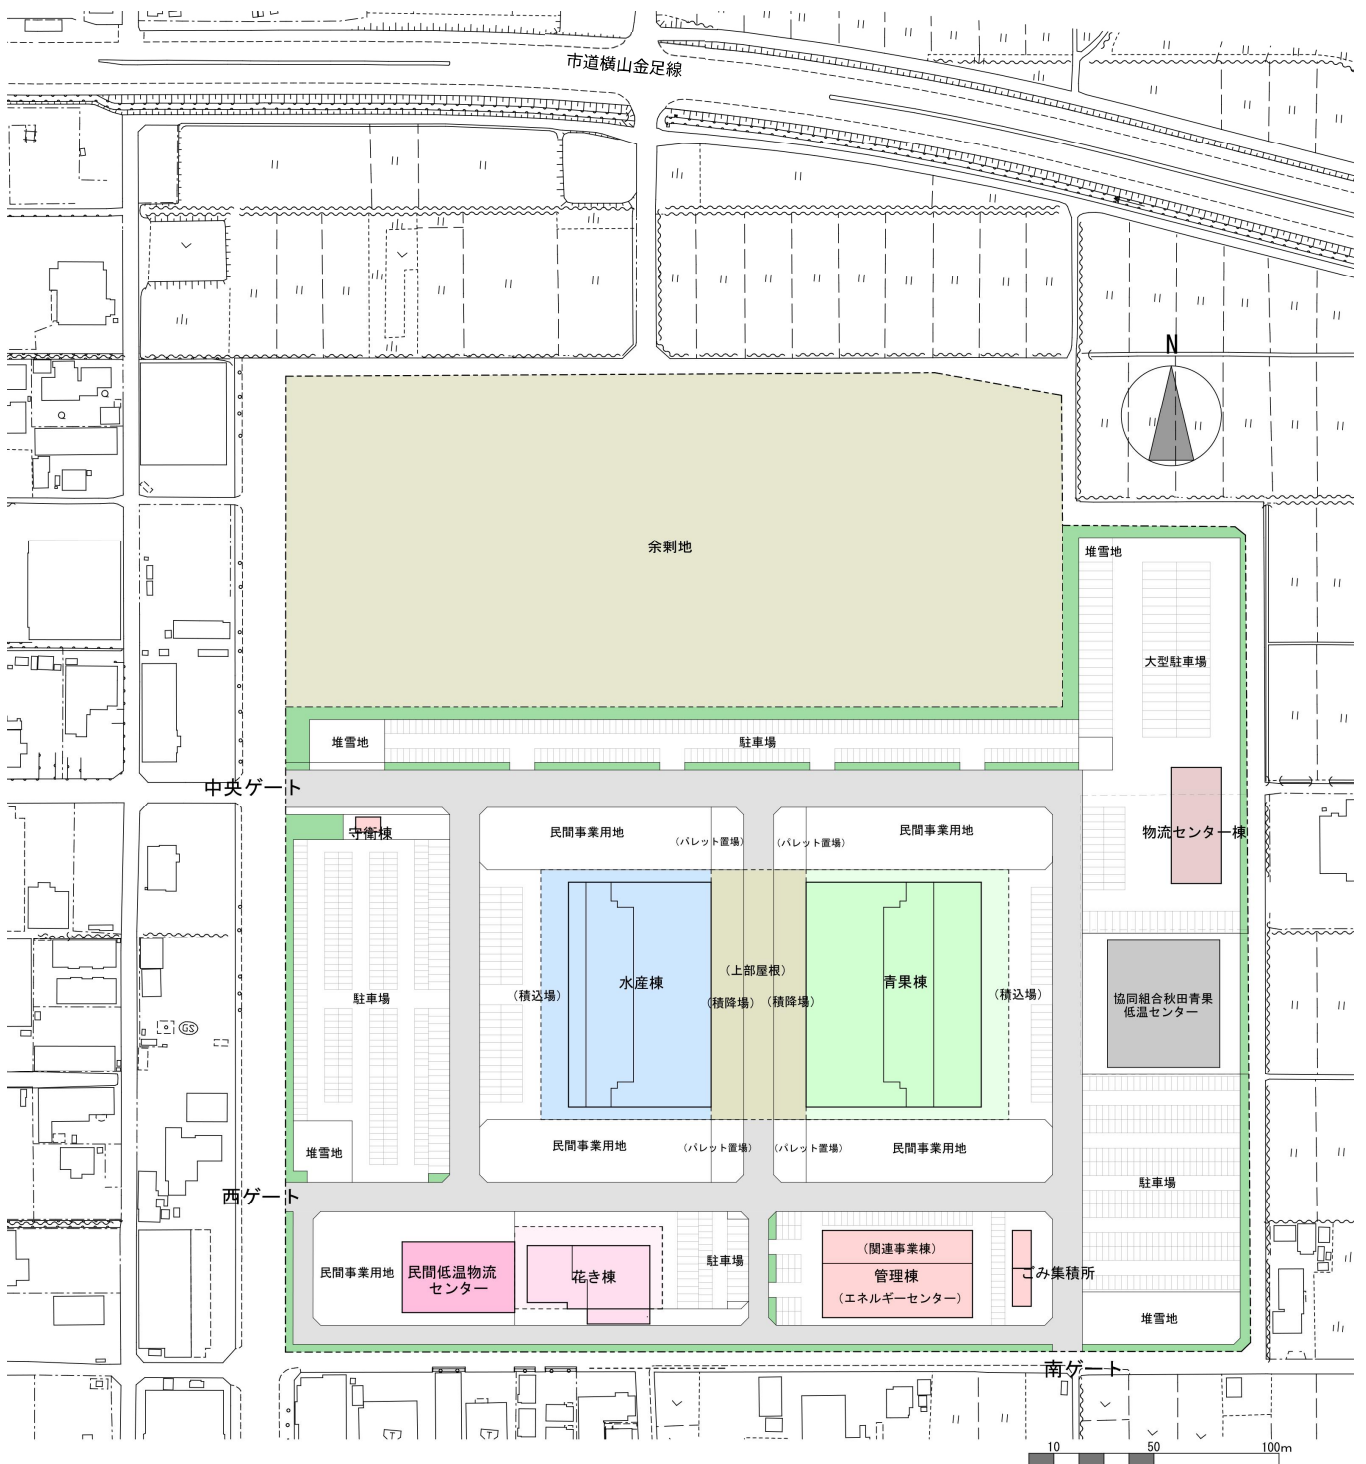 市道横山金足線
N
余剰地
堆雪地
大型駐車場
堆雪地
駐車場
中央ゲート
守衛棟
民間事業用地
（パレット置場）
（パレット置場）
民間事業用地
物流センター棟
駐車場
（積込場）
水産棟
（上部屋根）
（積降場）
（積降場）
青果棟
（積込場）
協同組合秋田青果
低温センター
GS
堆雪地
民間事業用地
（パレット置場）
（パレット置場）
民間事業用地
駐車場
西ゲート
民間事業用地
民間低温物流
センター
花き棟
駐車場
（関連事業棟）
管理棟
（エネルギーセンター）
ごみ集積所
堆雪地
南ゲート
10
50
100m